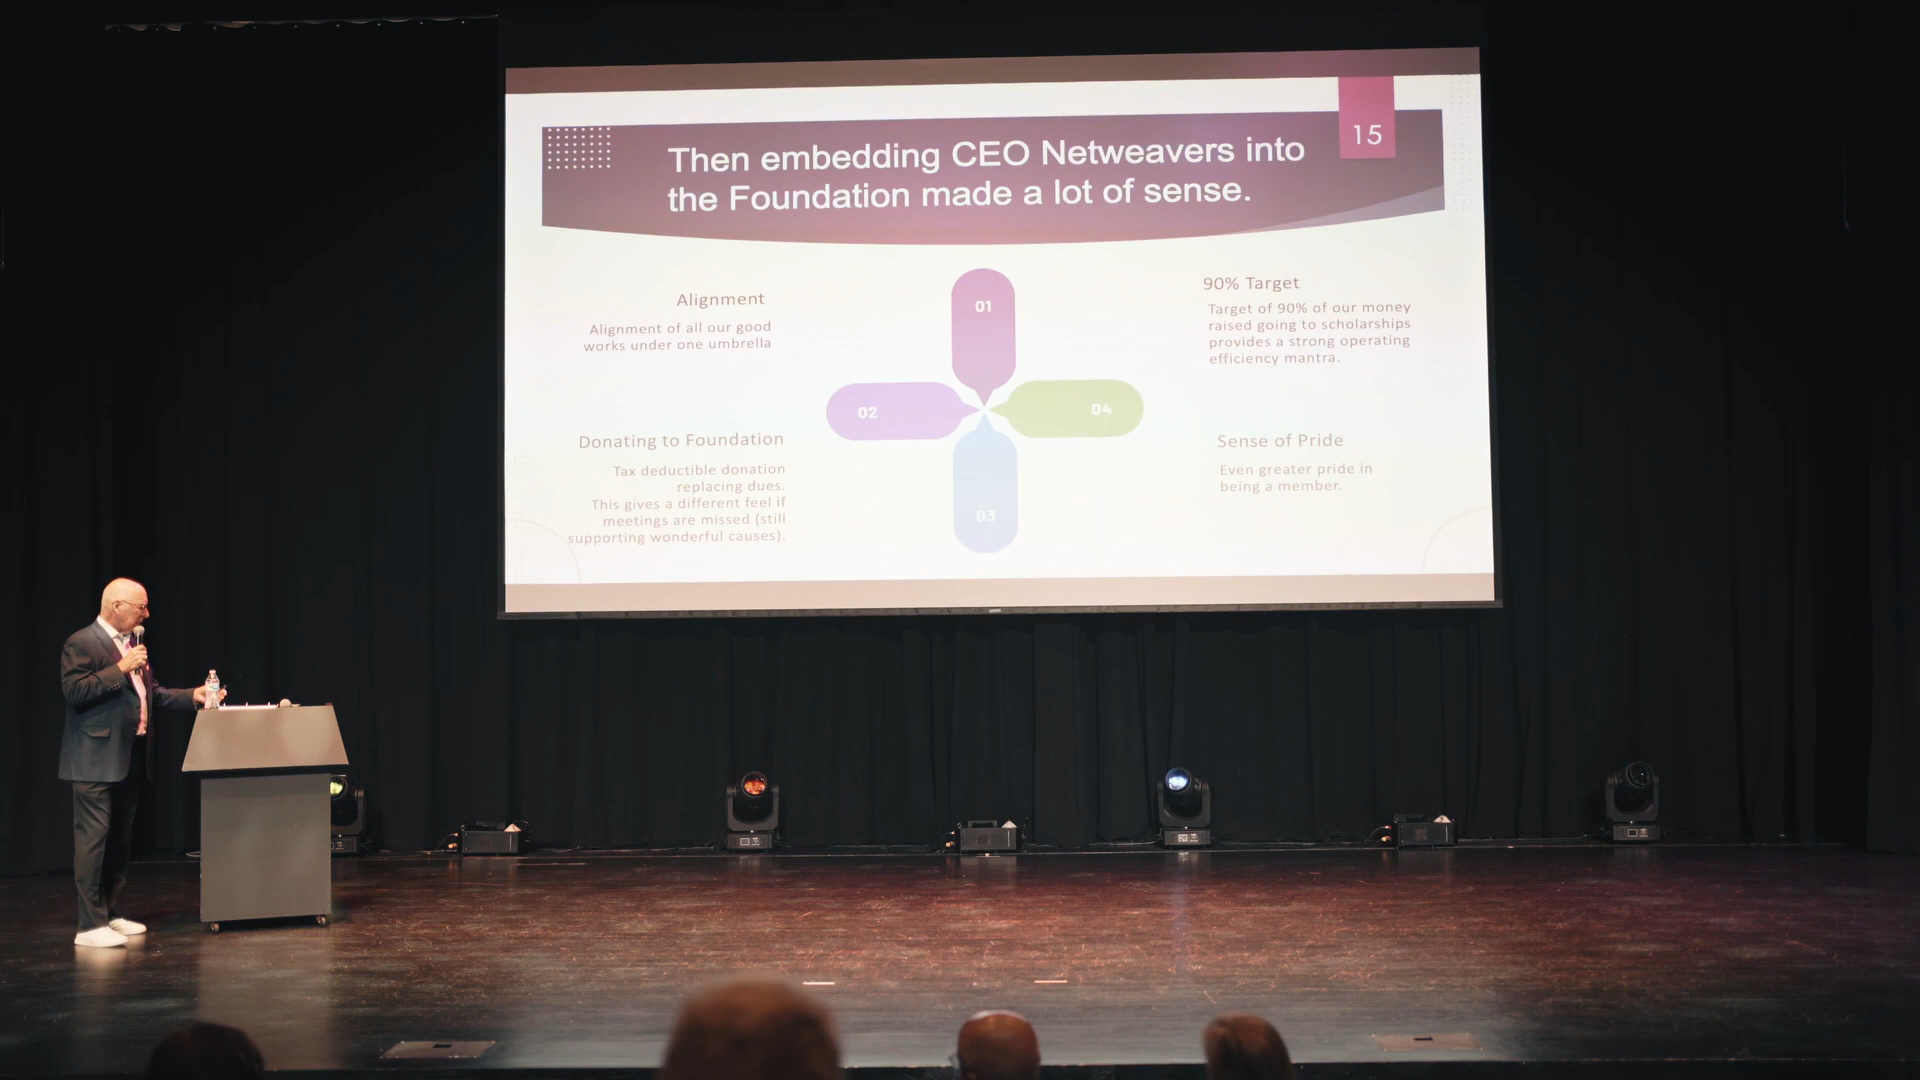 15
Then embedding CEO Netweavers into
the Foundation made a lot of sense.
Alignment
Alignment of all our good
works under one umbrella
Donating to Foundation
Tax deductible donation
replacing dues.
This gives a different feel if
meetings are missed (still
supporting wonderful causes).
01
02
04
03
90% Target
Target of 90% of our money
raised going to scholarships
provides a strong operating
efficiency mantra.
Sense of Pride
Even greater pride in
being a member.